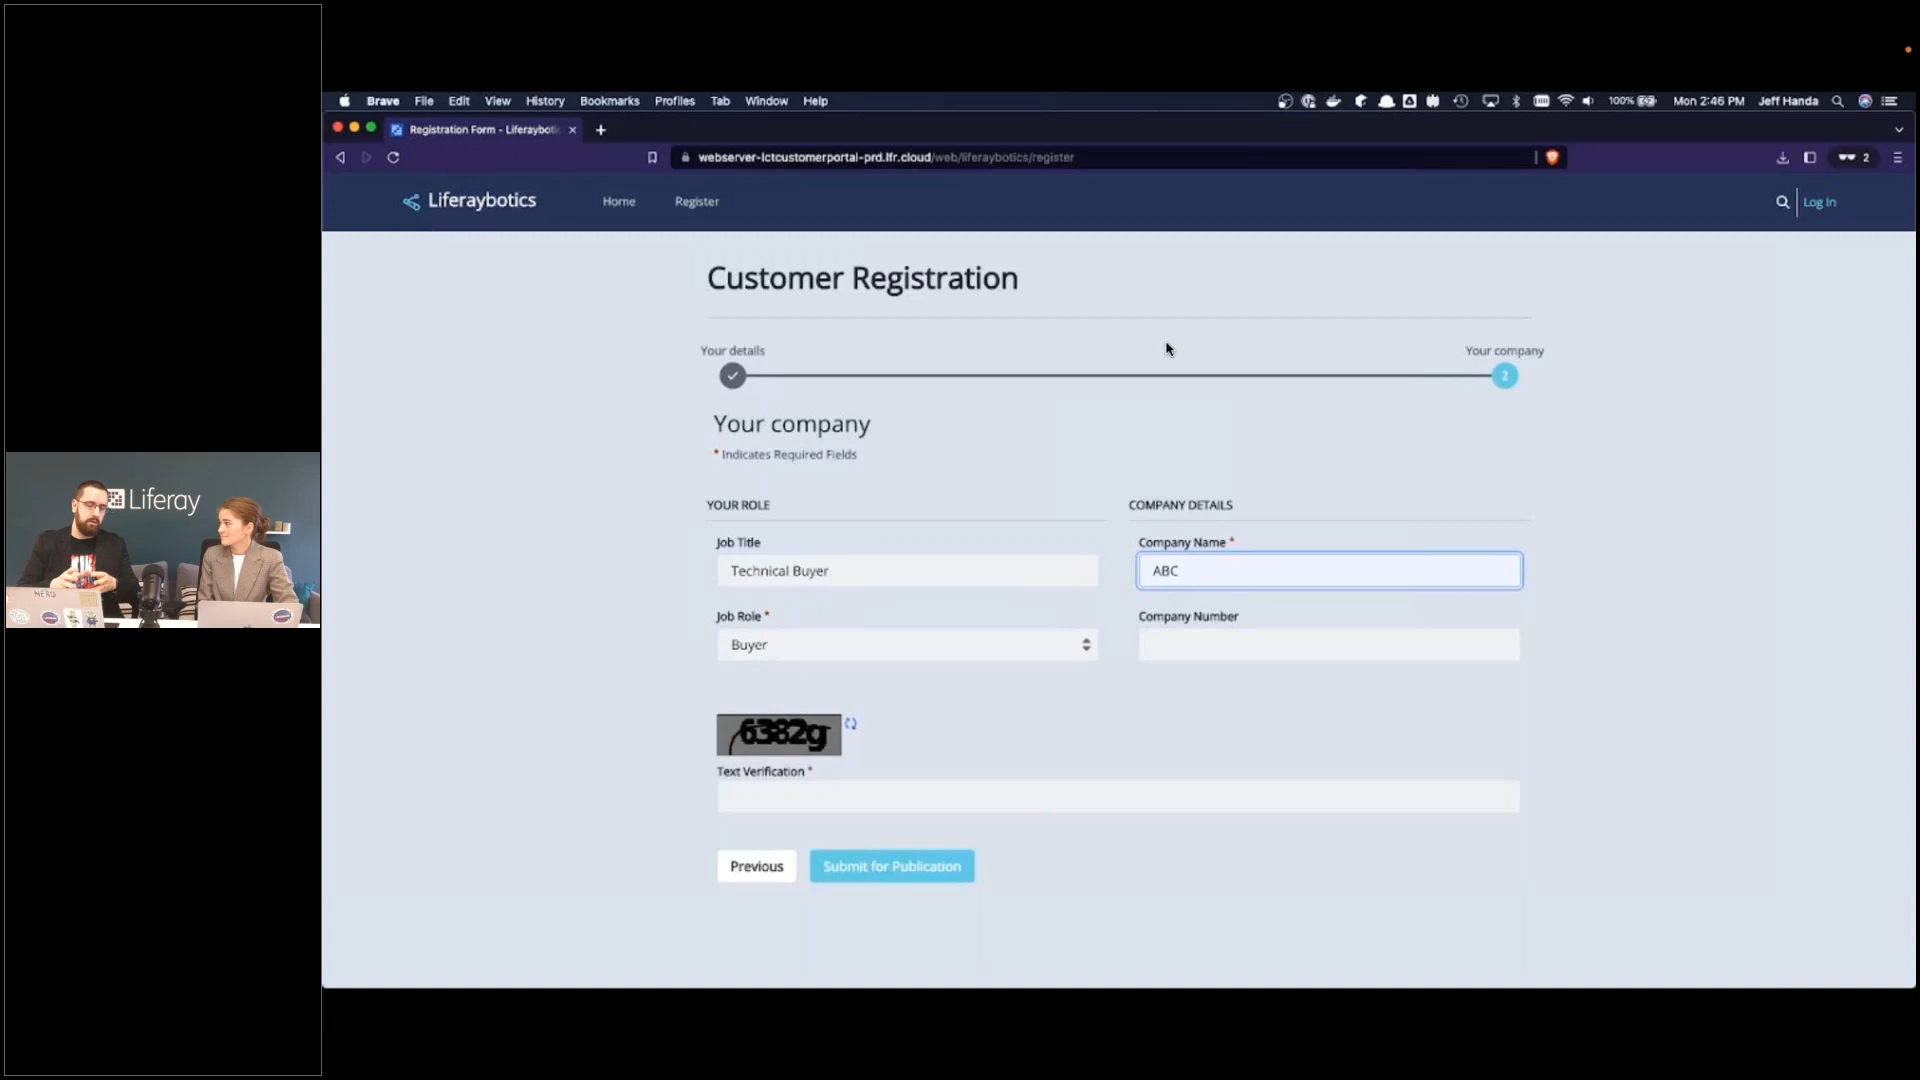 Brave File Edit View History Bookmarks Profiles Tab Window Help
100% Mon 2:46 PM Jeff Handa
Registration Form - Liferayboti
webserver-lctcustomerportal-prd.lfr.cloud/web/liferaybotics/register
2
Liferaybotics Home Register Log In
Customer Registration
Your details Your company
2
Your company
* Indicates Required Fields
YOUR ROLE COMPANY DETAILS
Job Title Company Name *
Technical Buyer ABC
Job Role * Company Number
Buyer
6382g
Text Verification *
Previous Submit for Publication
Liferay
NERD